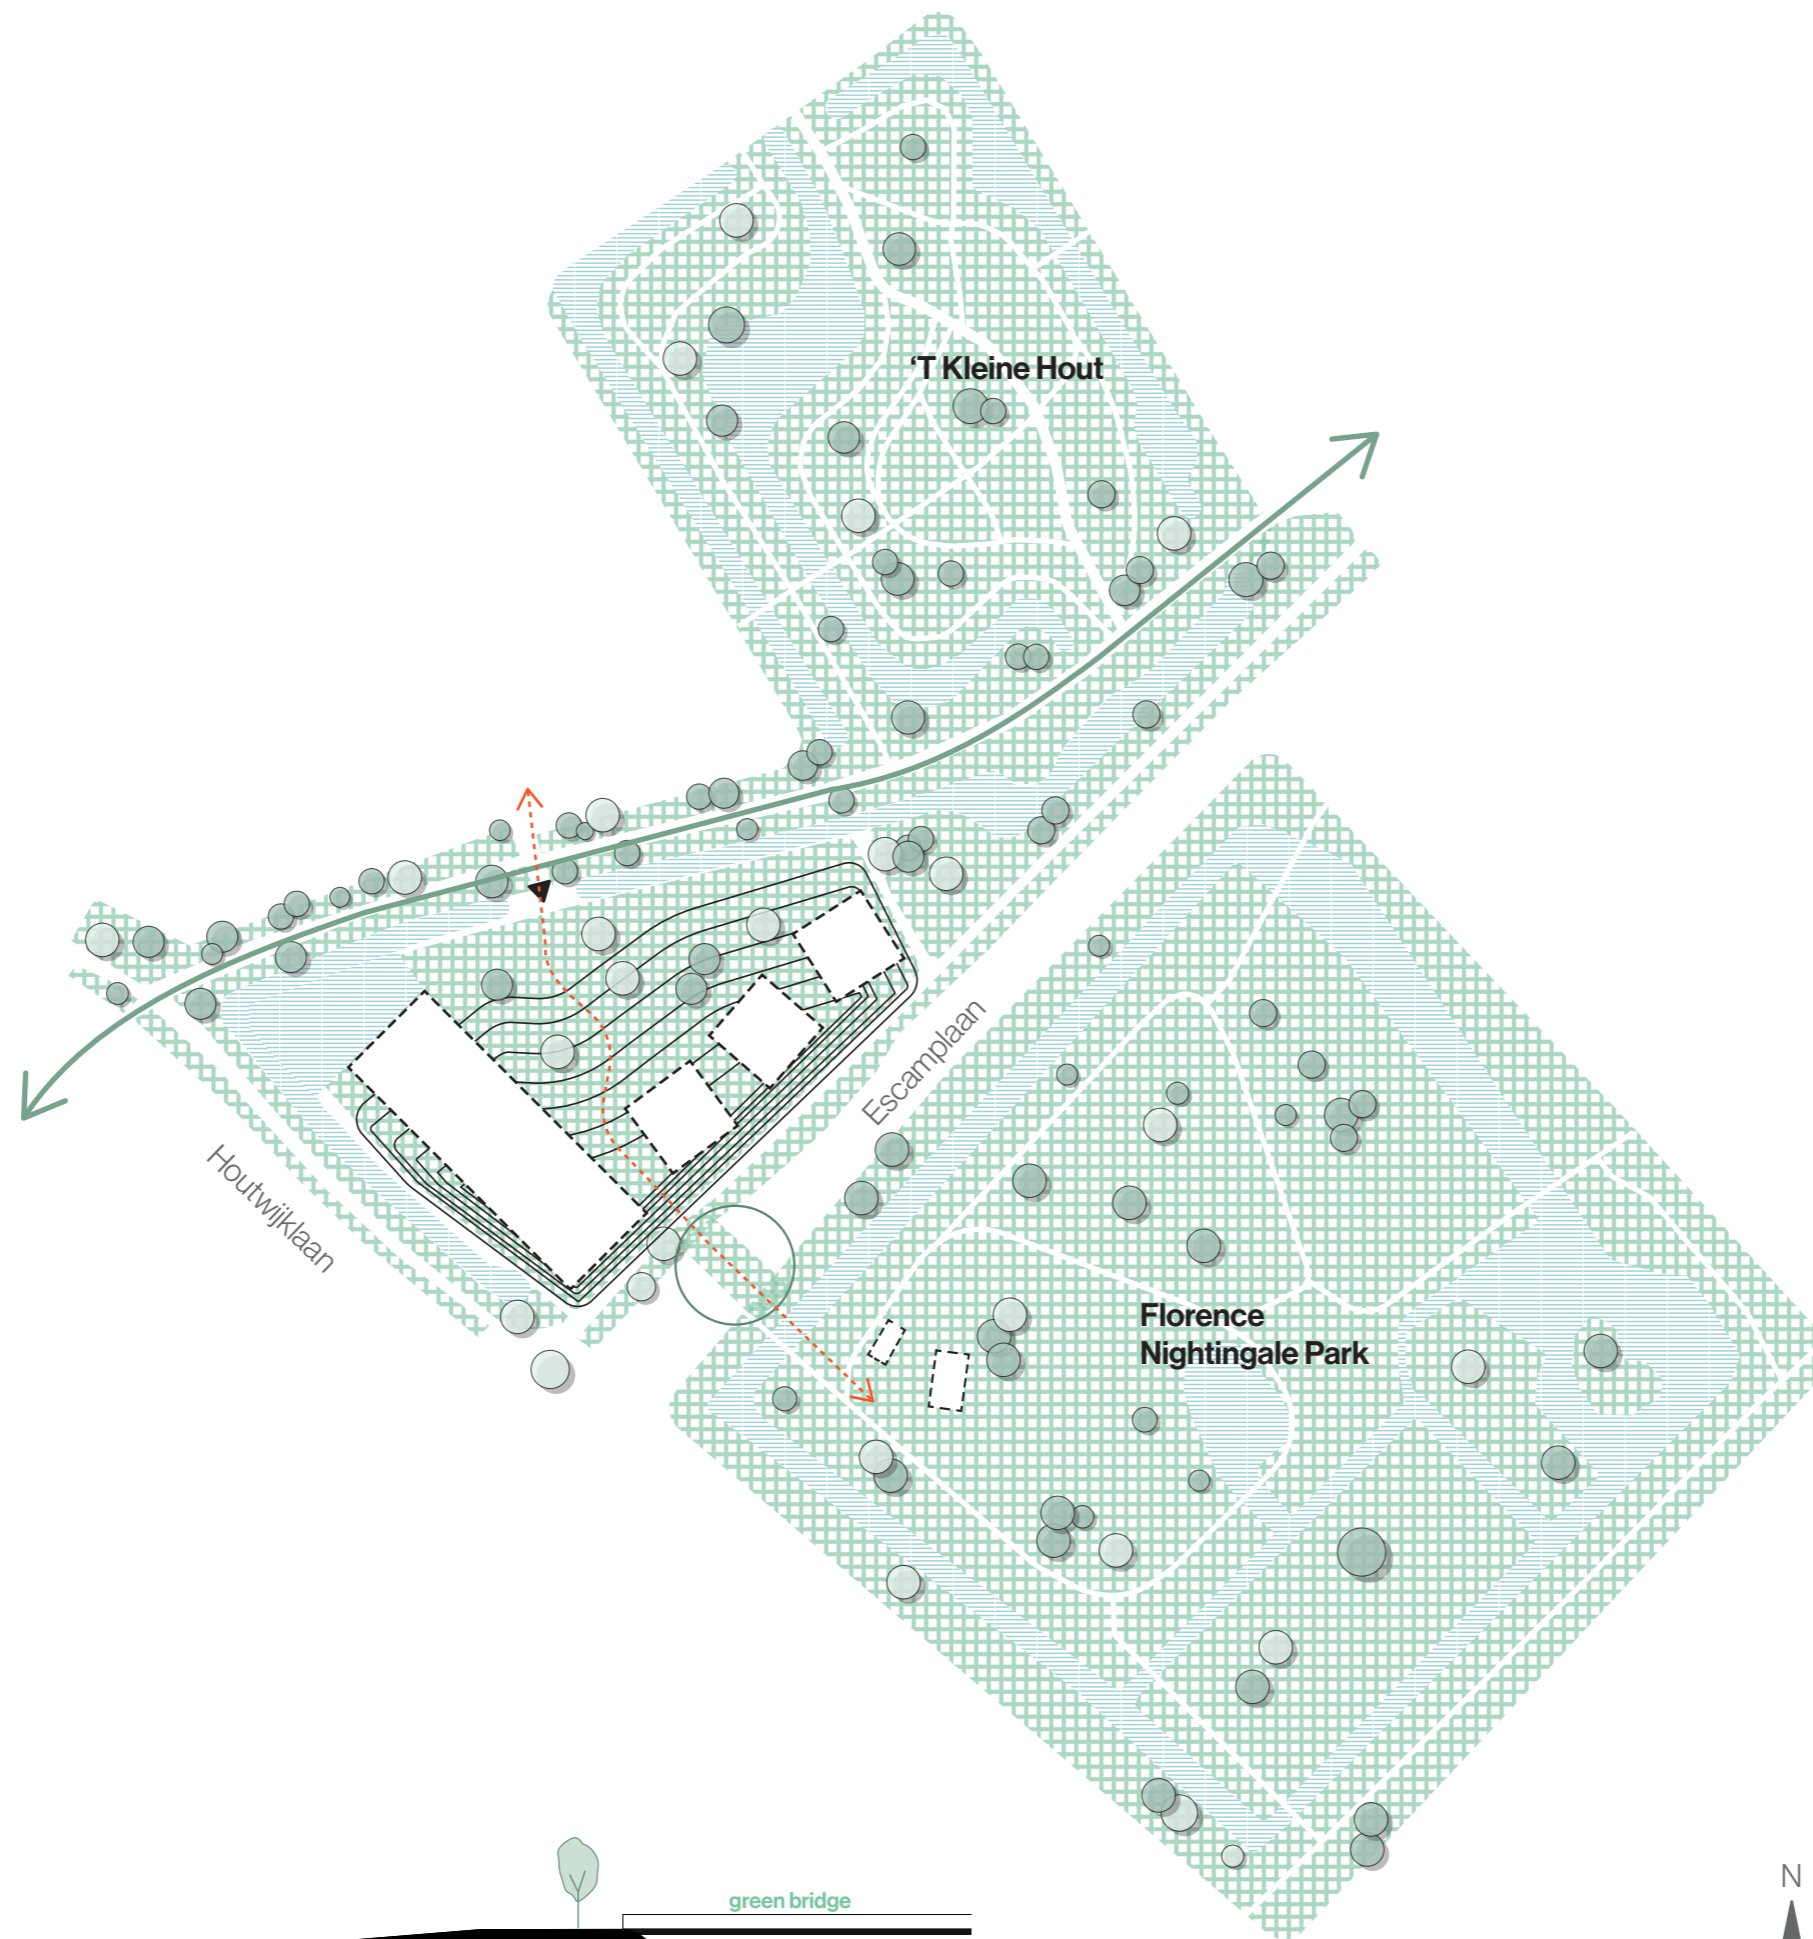 ‘T Kleine Hout
Escamplaan
Houtwijklaan
Florence
Nightingale Park
N
green bridge